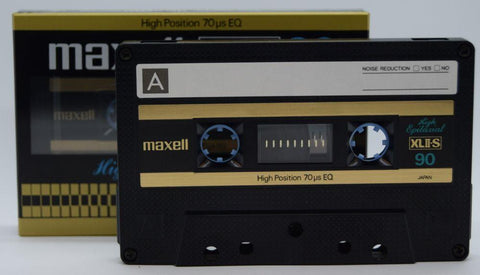 High Position 70µs EQ
maxell
maxell
A
NOISE REDUCTION YES NO
maxell
High
Epitaxial
XLII-S
90
High Position 70µs EQ
JAPAN